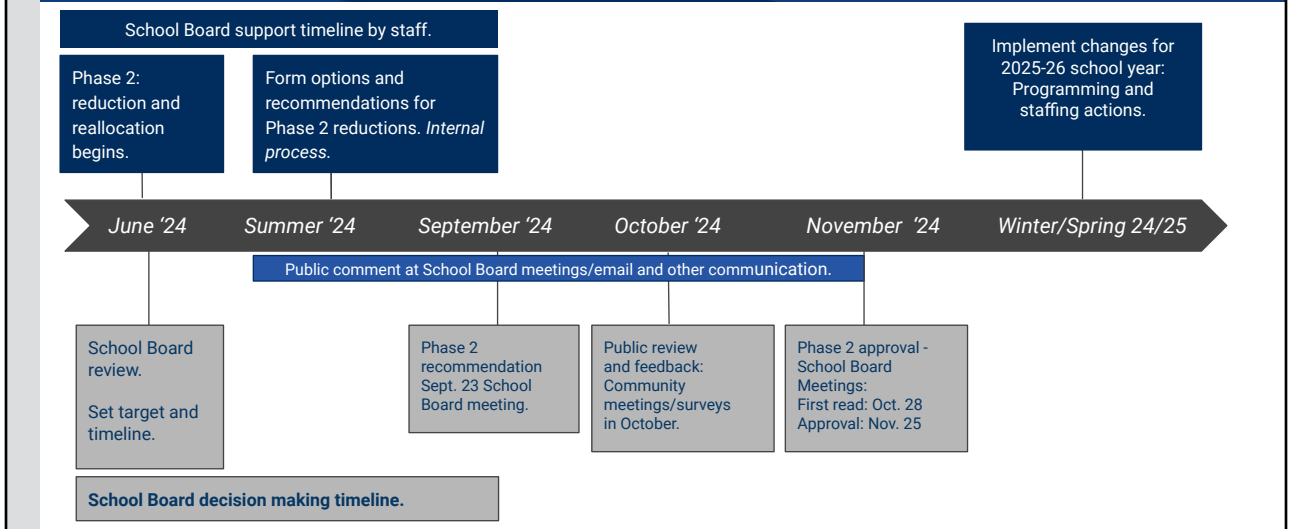 School Board support timeline by staff.
Phase 2:
reduction and
reallocation
begins.
Form options and
recommendations for
Phase 2 reductions. Internal
process.
Implement changes for
2025-26 school year:
Programming and
staffing actions.
June ‘24
Summer ‘24
September ‘24
October ‘24
November ‘24
Winter/Spring 24/25
Public comment at School Board meetings/email and other communication.
School Board
review.
Set target and
timeline.
Phase 2
recommendation
Sept. 23 School
Board meeting.
Public review
and feedback:
Community
meetings/surveys
in October.
Phase 2 approval -
School Board
Meetings:
First read: Oct. 28
Approval: Nov. 25
School Board decision making timeline.